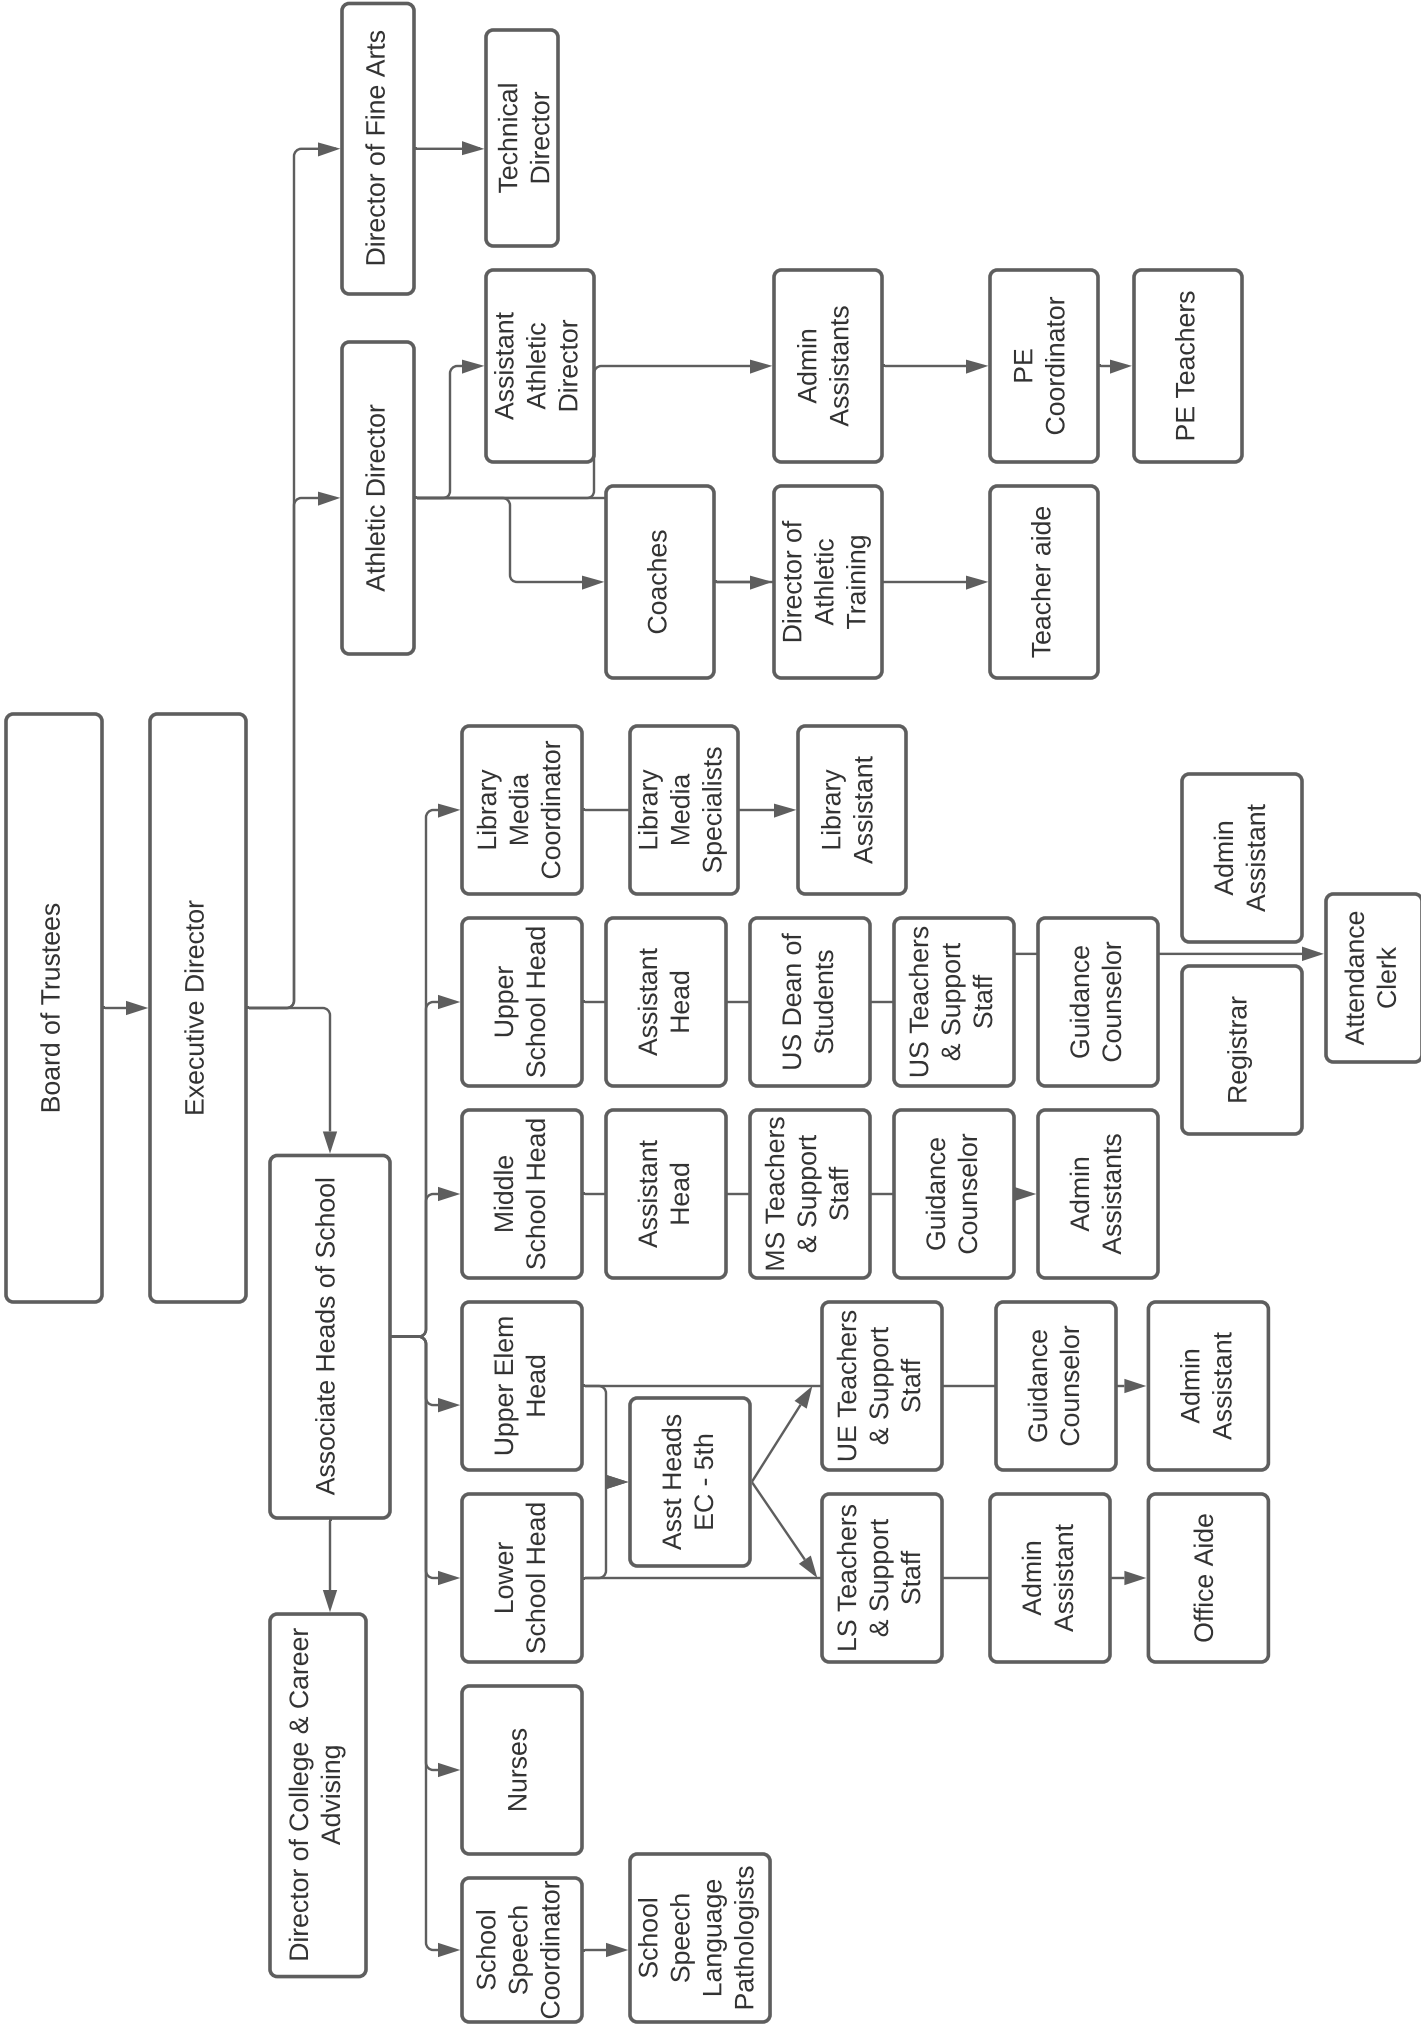 Board of Trustees
Executive Director
Director of College & Career
Advising
Associate Heads of School
Athletic Director
Director of Fine Arts
School
Speech
Coordinator
Nurses
Lower
School Head
Upper Elem
Head
Middle
School Head
Upper
School Head
Library
Media
Coordinator
Assistant
Athletic
Director
Technical
Director
School
Speech
Language
Pathologists
Asst Heads
EC - 5th
Assistant
Head
Assistant
Head
Library
Media
Specialists
Coaches
LS Teachers
& Support
Staff
UE Teachers
& Support
Staff
MS Teachers
& Support
Staff
US Dean of
Students
Library
Assistant
Director of
Athletic
Training
Admin
Assistants
Admin
Assistant
Guidance
Counselor
Guidance
Counselor
US Teachers
& Support
Staff
Teacher aide
PE
Coordinator
Office Aide
Admin
Assistant
Admin
Assistants
Guidance
Counselor
PE Teachers
Registrar
Admin
Assistant
Attendance
Clerk